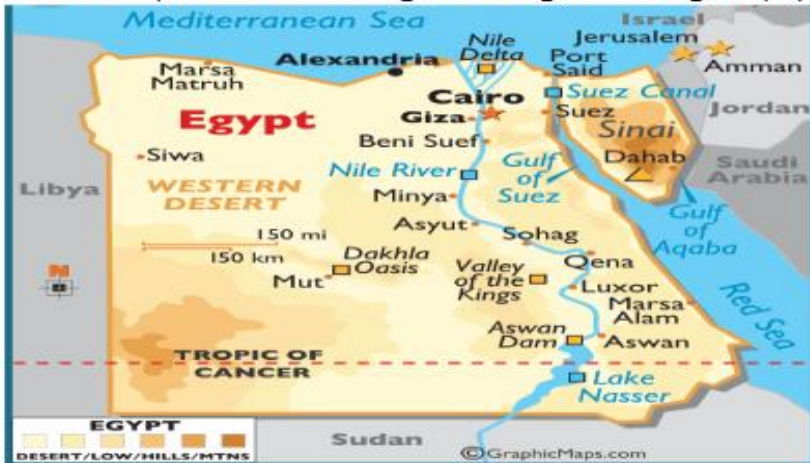 Mediterranean Sea
Israel
Jerusalem
Amman
Jordan
Alexandria
Nile
Delta
Port
Said
Marsa
Matruh
Suez Canal
Cairo
Giza
Suez
Sinai
Egypt
Beni Suef
Siwa
Dahab
Saudi
Arabia
Libya
Nile River
Gulf
of
Suez
WESTERN
DESERT
Minya
Gulf
of
Aqaba
Asyut
Sohag
150 mi
150 km
Dakhla
Oasis
Mut
Qena
Valley
of the
Kings
Luxor
Marsa
Alam
Red Sea
N
Aswan
Dam
Aswan
TROPIC OF
CANCER
Lake
Nasser
EGYPT
DESERT/LOW/HILLS/MTNS
Sudan
©GraphicMaps.com